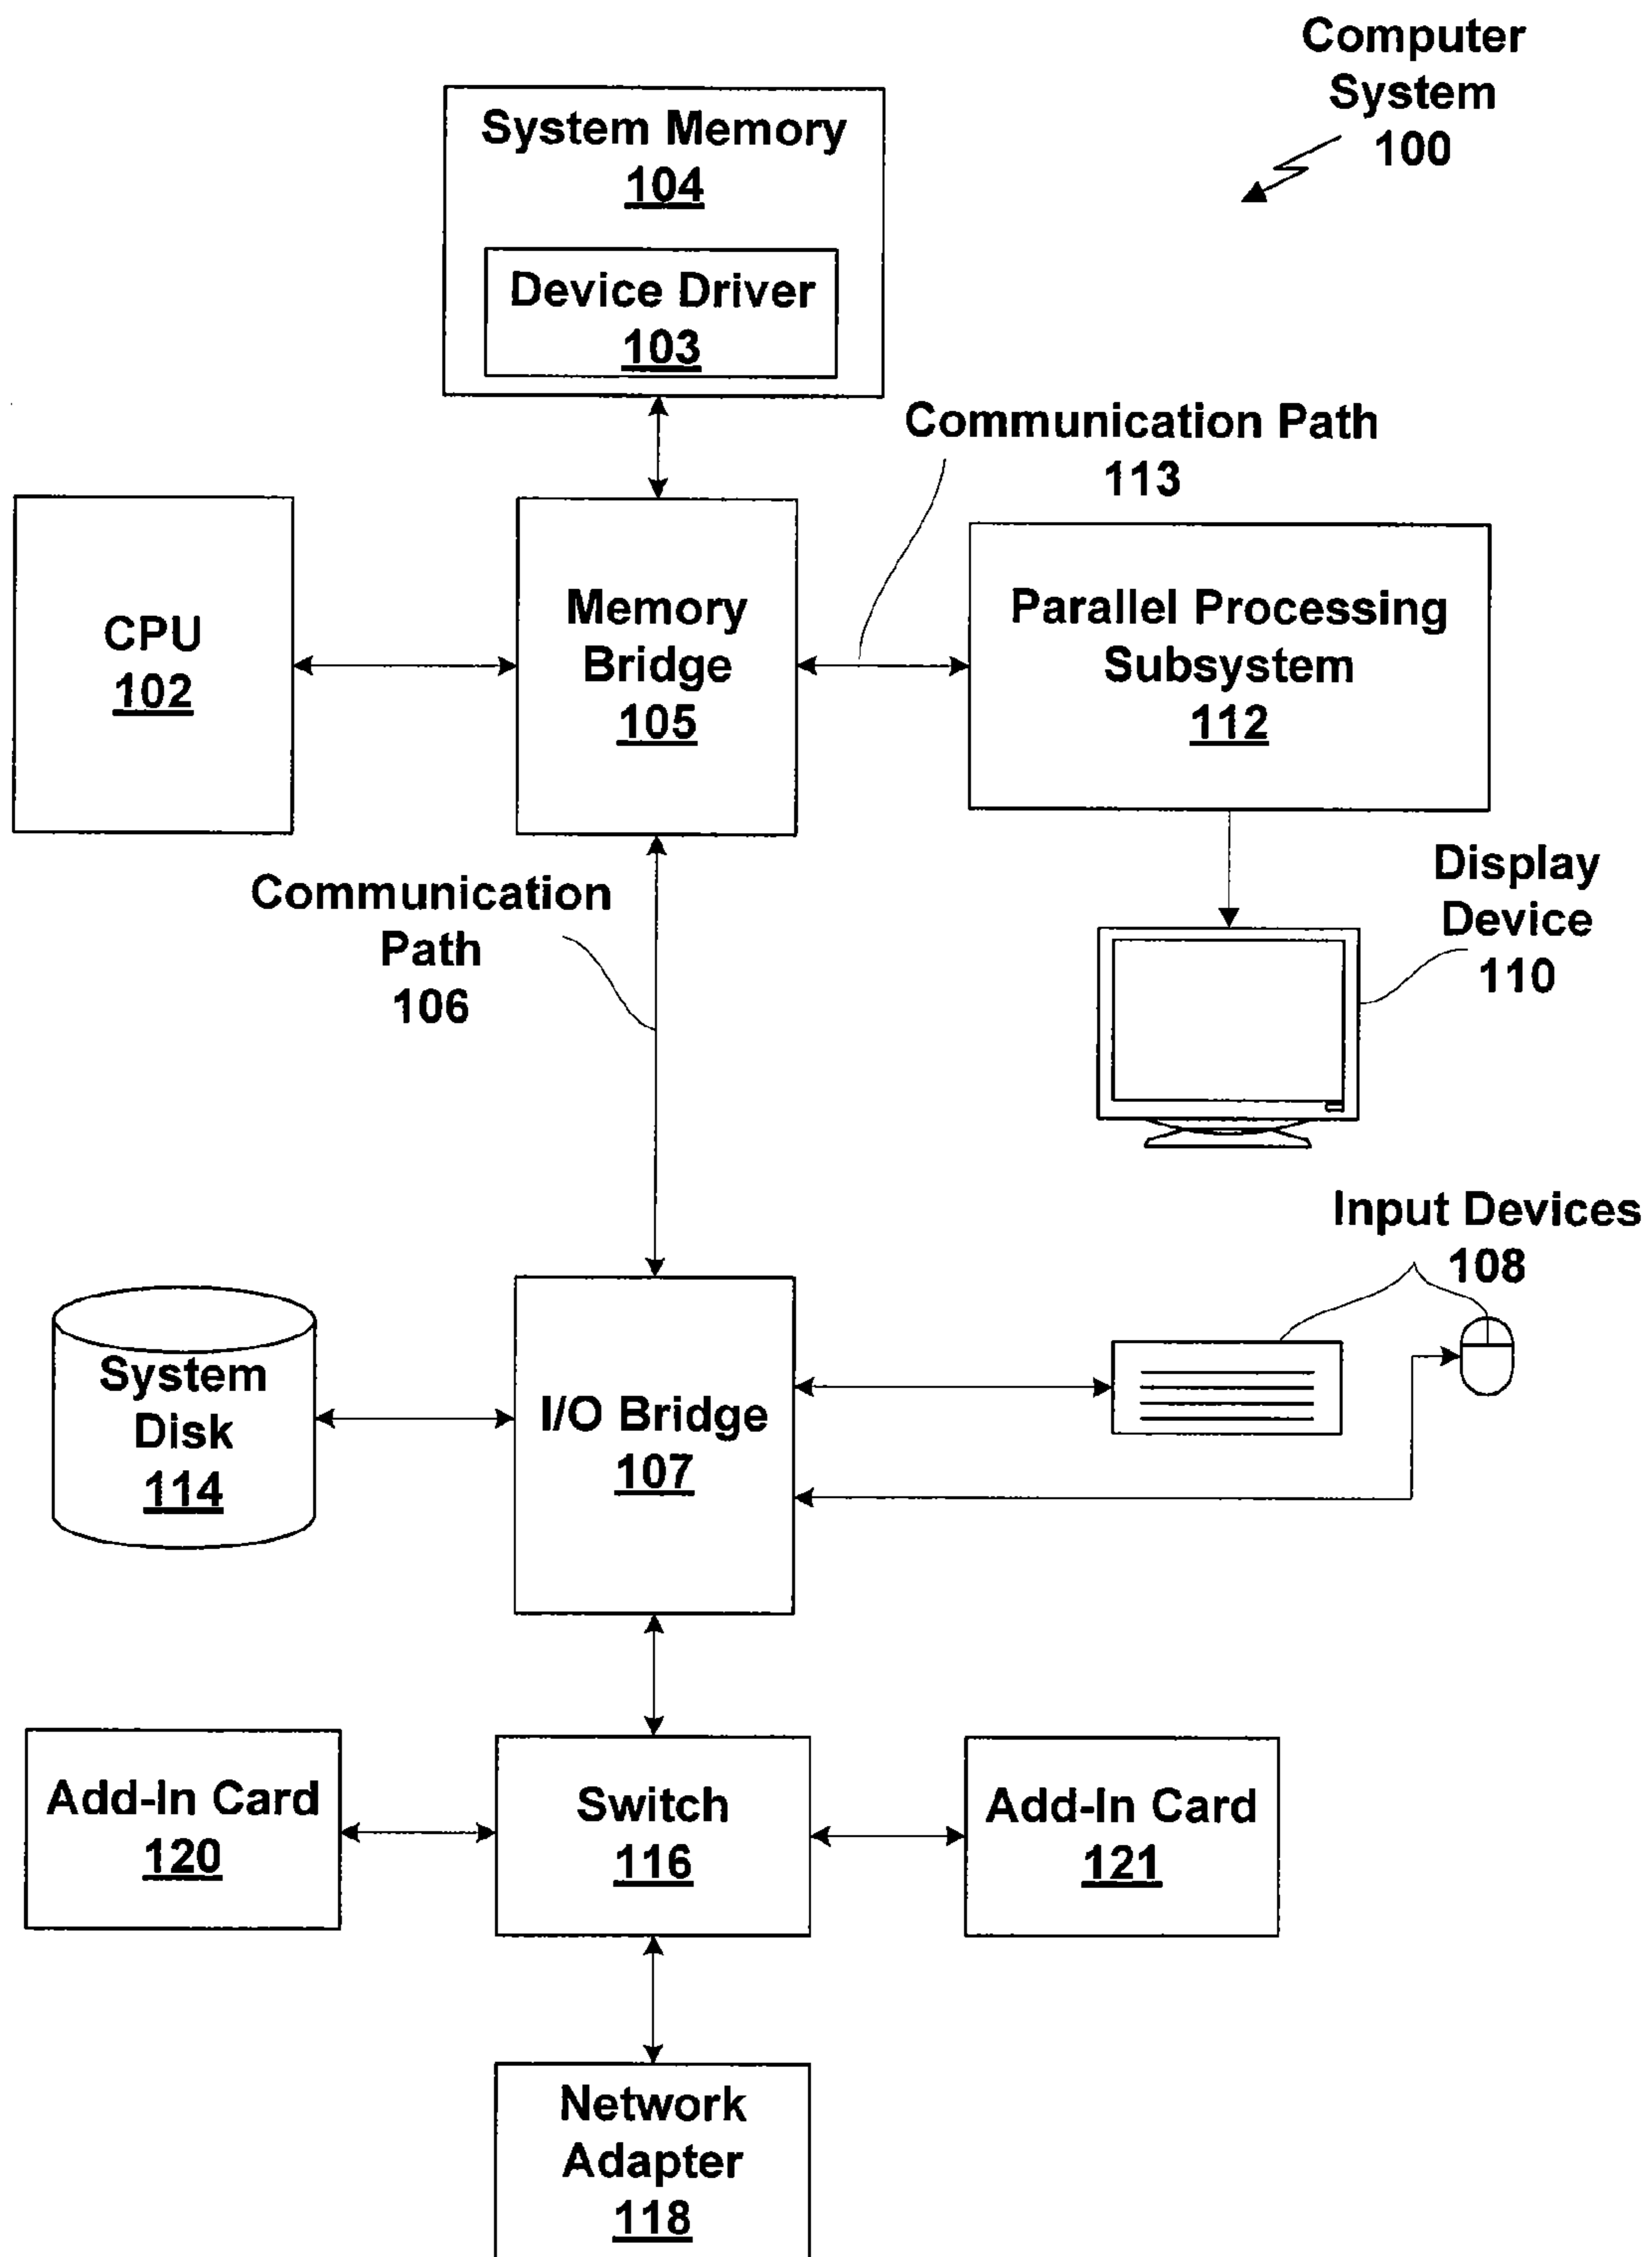 Computer
System
100
System Memory
104
Device Driver
103
Communication Path
113
CPU
102
Memory
Bridge
105
Parallel Processing
Subsystem
112
Communication
Path
106
Display
Device
110
Input Devices
108
System
Disk
114
I/O Bridge
107
Add-In Card
120
Switch
116
Add-In Card
121
Network
Adapter
118